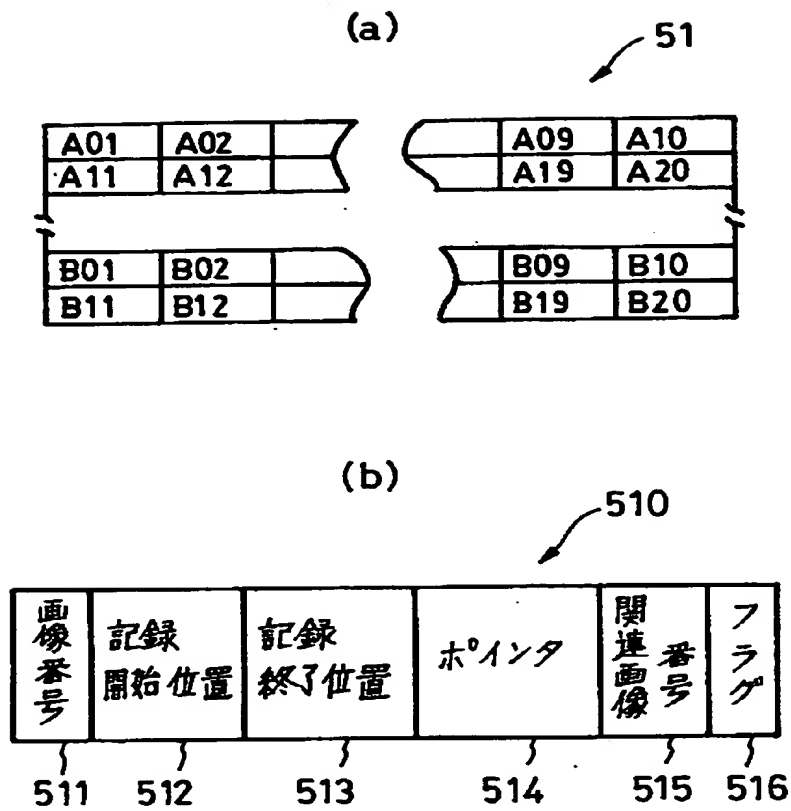 (a)
51
A01 A02 A09 A10
A11 A12 A19 A20
B01 B02 B09 B10
B11 B12 B19 B20
(b)
510
画像番号
記録
開始位置
記録
終了位置
ポインタ
関連画像
番号
フラグ
511 512 513 514 515 516